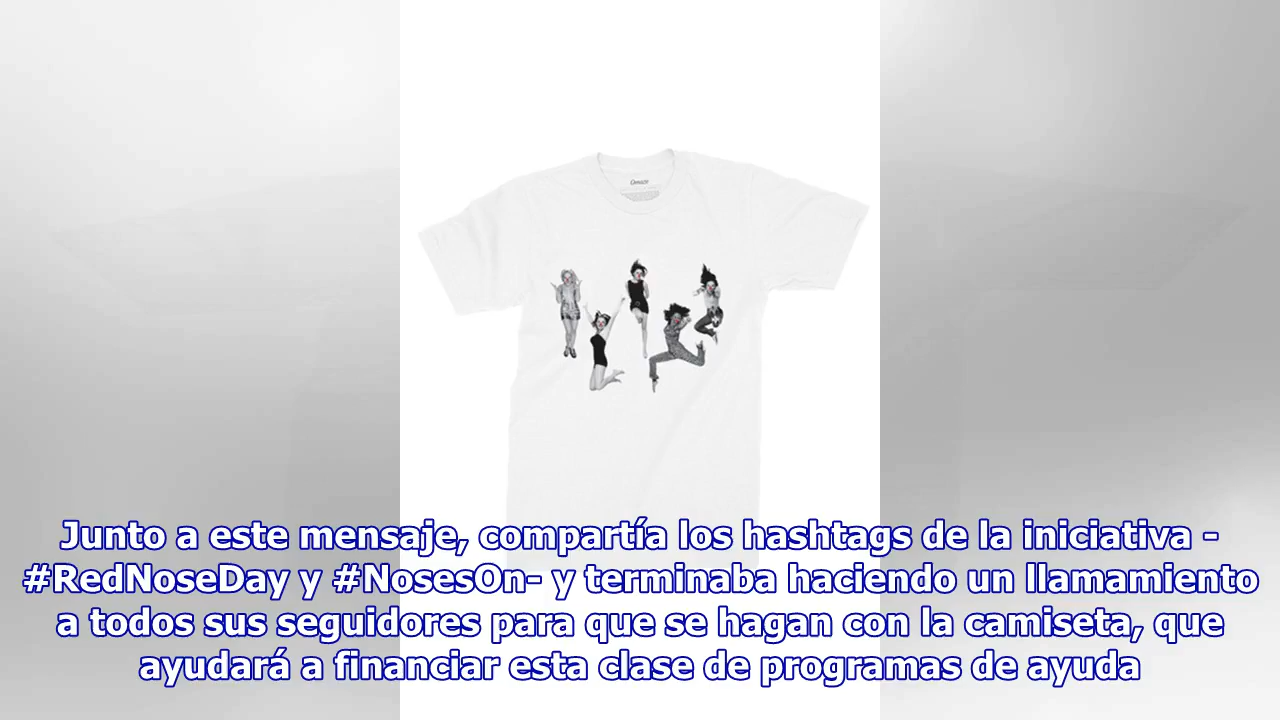 Omaze
Junto a este mensaje, compartía los hashtags de la iniciativa -
#RedNoseDay y #NosesOn- y terminaba haciendo un llamamiento
a todos sus seguidores para que se hagan con la camiseta, que
ayudará a financiar esta clase de programas de ayuda